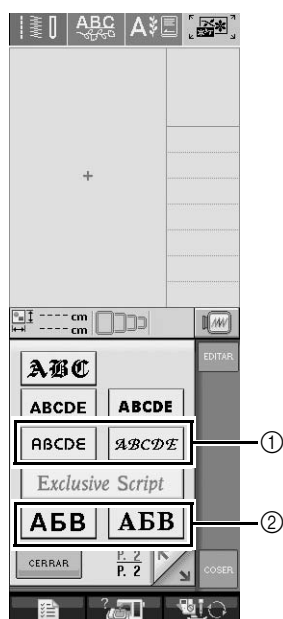 ABC A
---- cm
---- cm
EDITAR
ABC
ABCDE ABCDE
ABCDE ABCDE ①
Exclusive Script
АБВ АБВ ②
CERRAR P. 2
P. 2
COSER
?